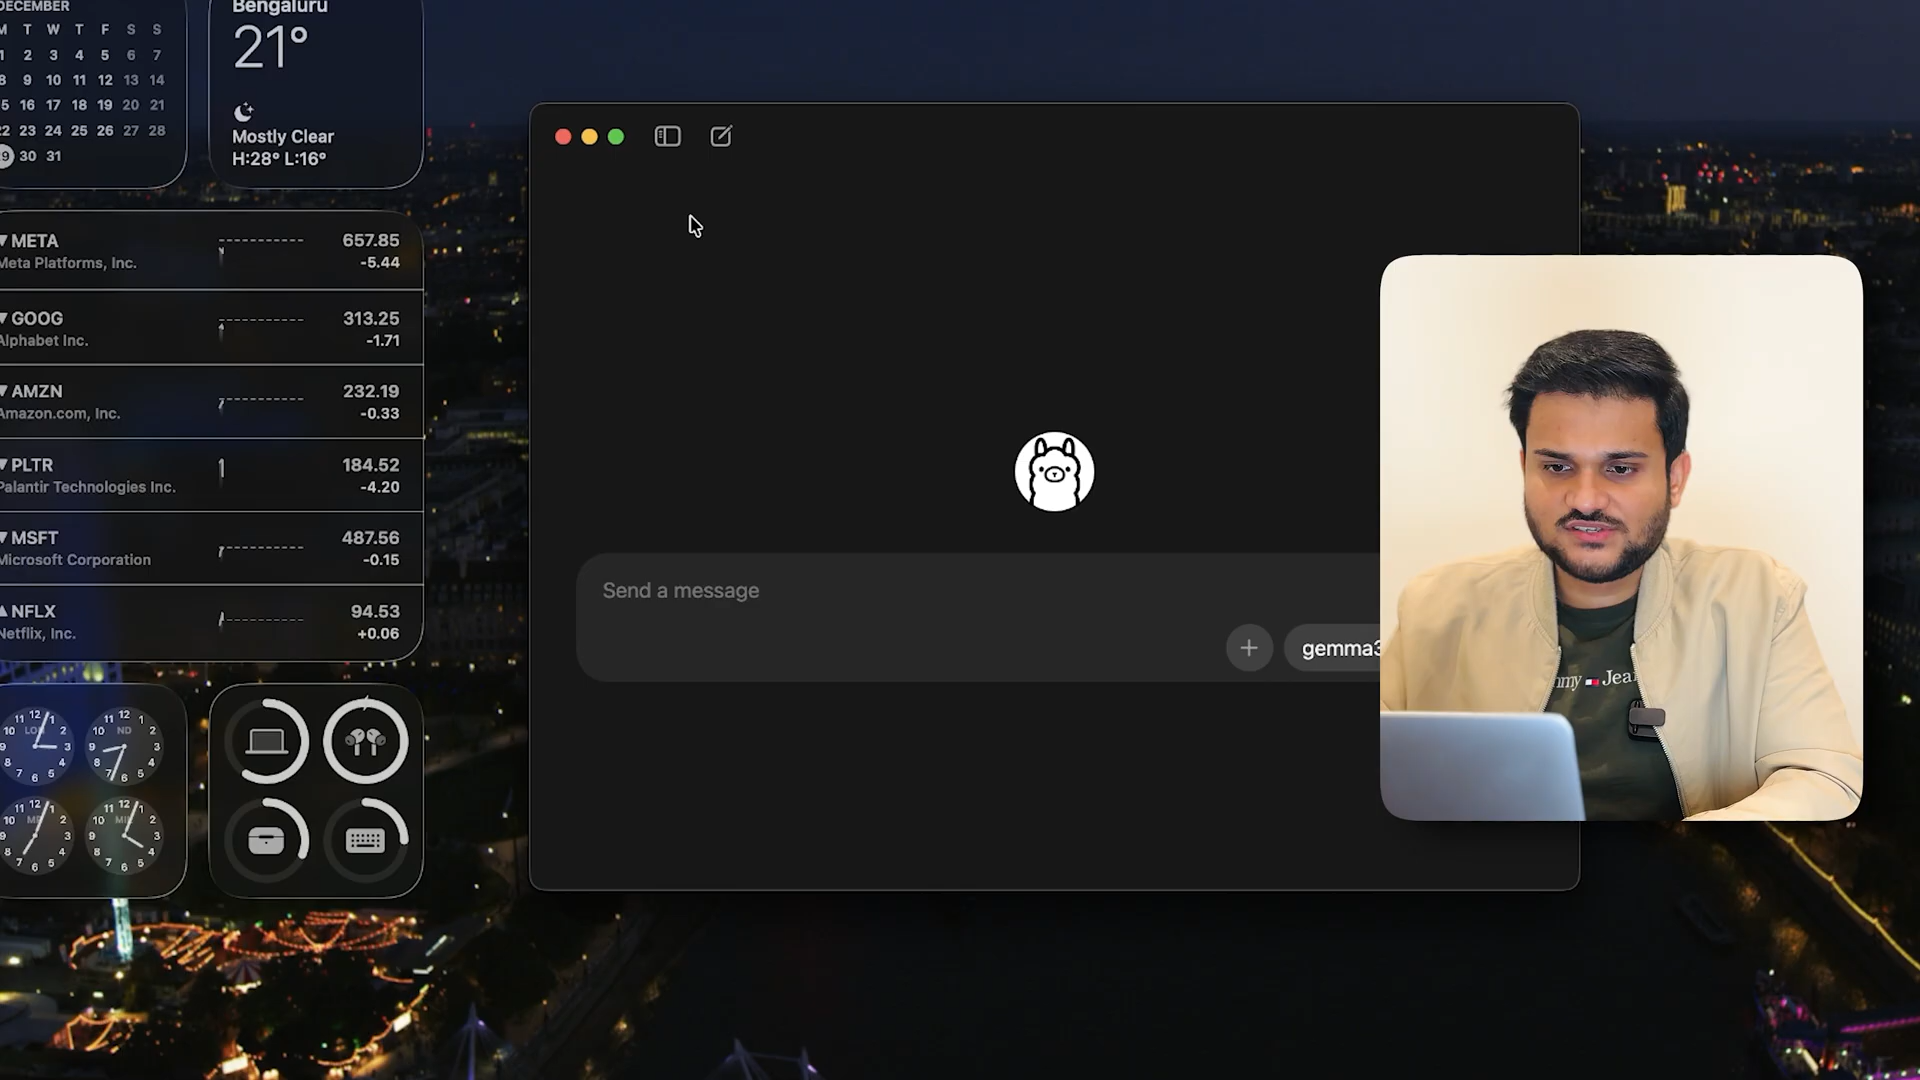 DECEMBER
M T W T F S S
1 2 3 4 5 6 7
8 9 10 11 12 13 14
15 16 17 18 19 20 21
22 23 24 25 26 27 28
29 30 31
Bengaluru
21°
Mostly Clear
H:28° L:16°
META 657.85
Meta Platforms, Inc. -5.44
GOOG 313.25
Alphabet Inc. -1.71
AMZN 232.19
Amazon.com, Inc. -0.33
PLTR 184.52
Palantir Technologies Inc. -4.20
MSFT 487.56
Microsoft Corporation -0.15
NFLX 94.53
Netflix, Inc. +0.06
Send a message
gemma3
mmy Jea